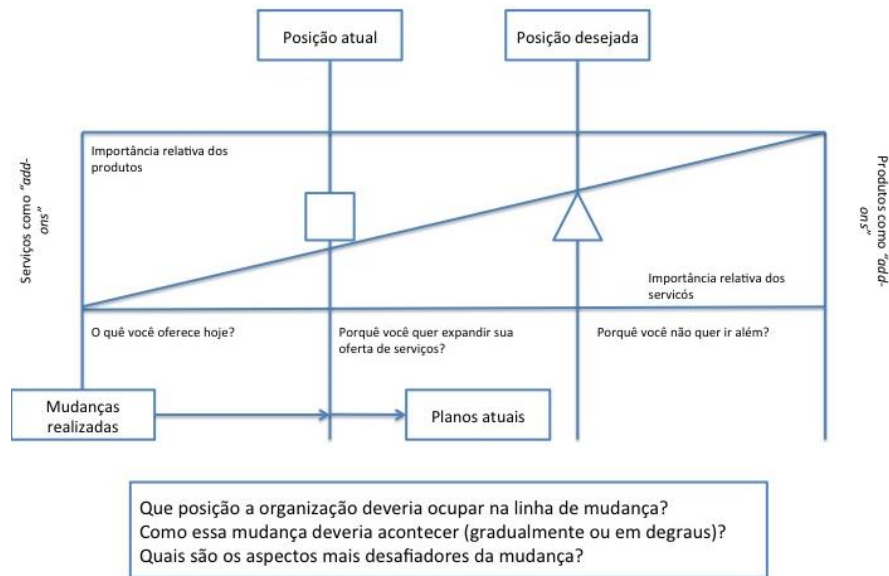 Posição atual
Posição desejada
Importância relativa dos
produtos
Serviços como "add-
ons"
Produtos como "add-
ons"
Importância relativa dos
servicós
O quê você oferece hoje?
Porquê você quer expandir sua
oferta de serviços?
Porquê você não quer ir além?
Mudanças
realizadas
Planos atuais
Que posição a organização deveria ocupar na linha de mudança?
Como essa mudança deveria acontecer (gradualmente ou em degraus)?
Quais são os aspectos mais desafiadores da mudança?